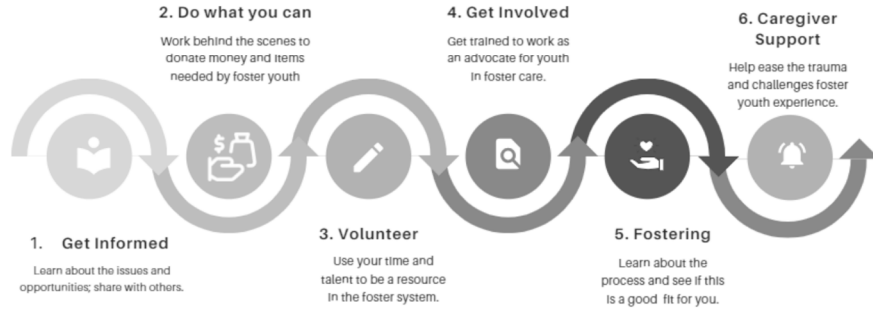 1. Get Informed
Learn about the issues and
opportunities; share with others.
2. Do what you can
Work behind the scenes to
donate money and items
needed by foster youth
$
3. Volunteer
Use your time and
talent to be a resource
in the foster system.
4. Get Involved
Get trained to work as
an advocate for youth
in foster care.
5. Fostering
Learn about the
process and see if this
is a good fit for you.
6. Caregiver
Support
Help ease the trauma
and challenges foster
youth experience.